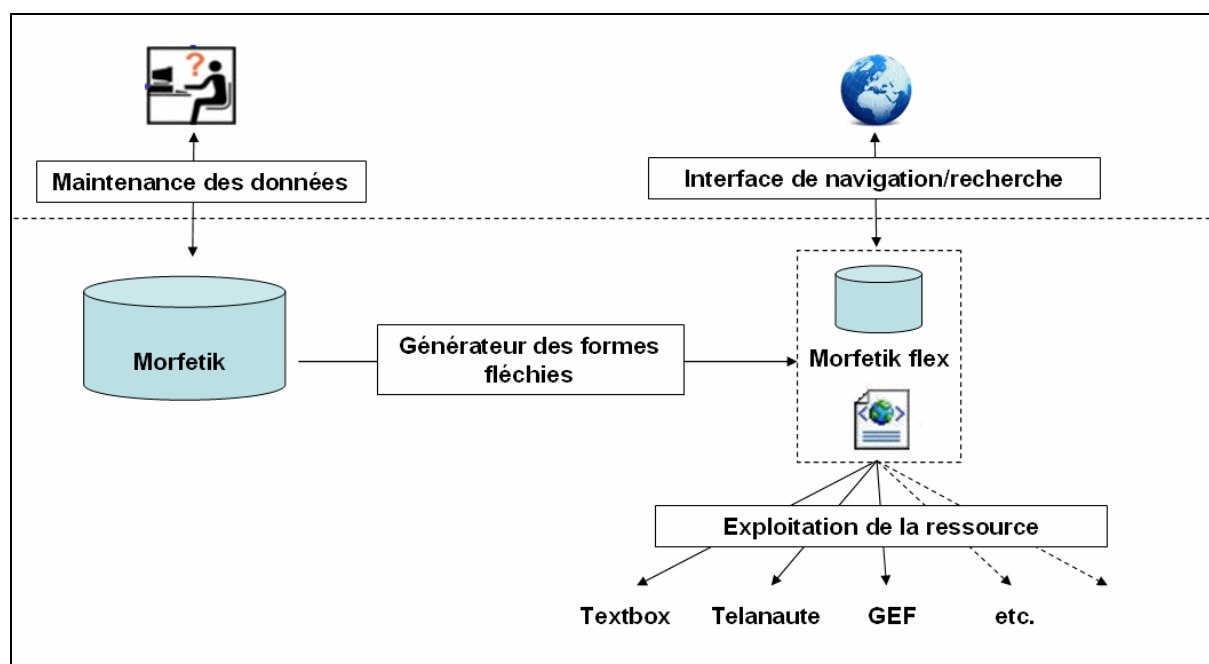 ?
Maintenance des données
Interface de navigation/recherche
Morfetik
Générateur des formes
fléchies
Morfetik flex
Exploitation de la ressource
Textbox
Telanaute
GEF
etc.